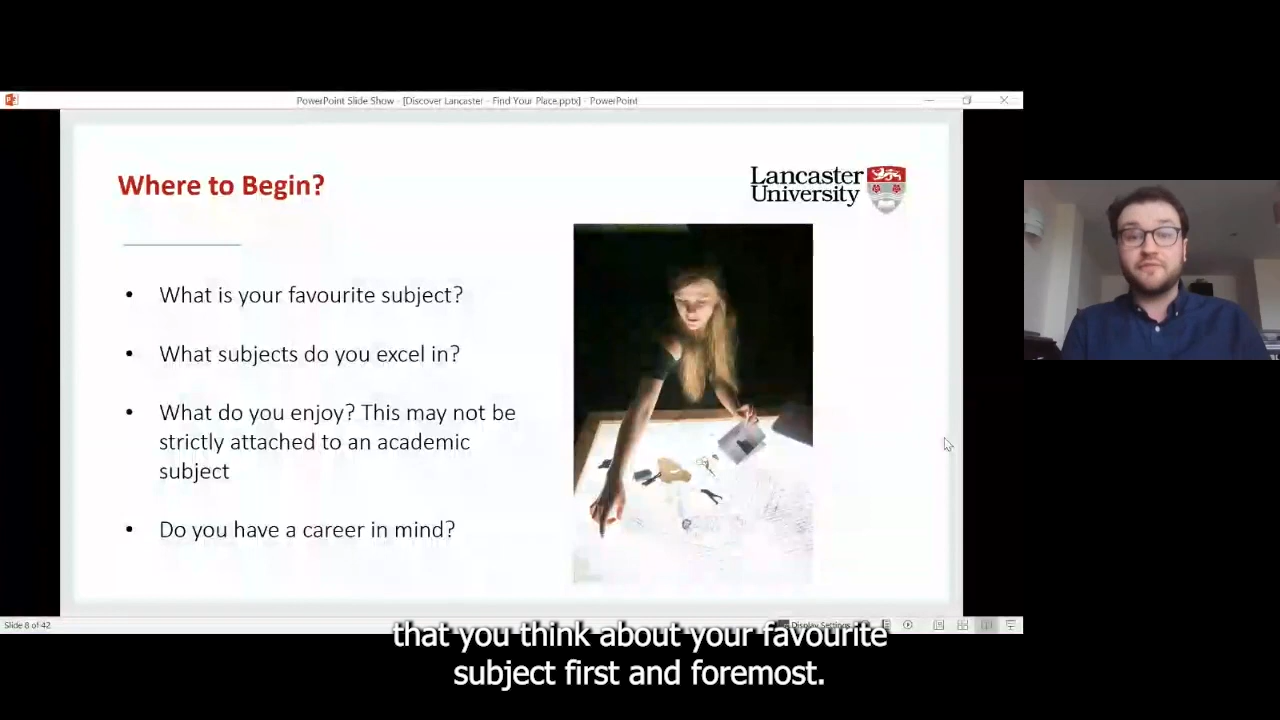 PowerPoint Slide Show - [Discover Lancaster - Find Your Place.pptx] - PowerPoint
Where to Begin?
Lancaster
University
• What is your favourite subject?
• What subjects do you excel in?
• What do you enjoy? This may not be
strictly attached to an academic
subject
• Do you have a career in mind?
Slide 8 of 42
Display Settings
that you think about your favourite
subject first and foremost.